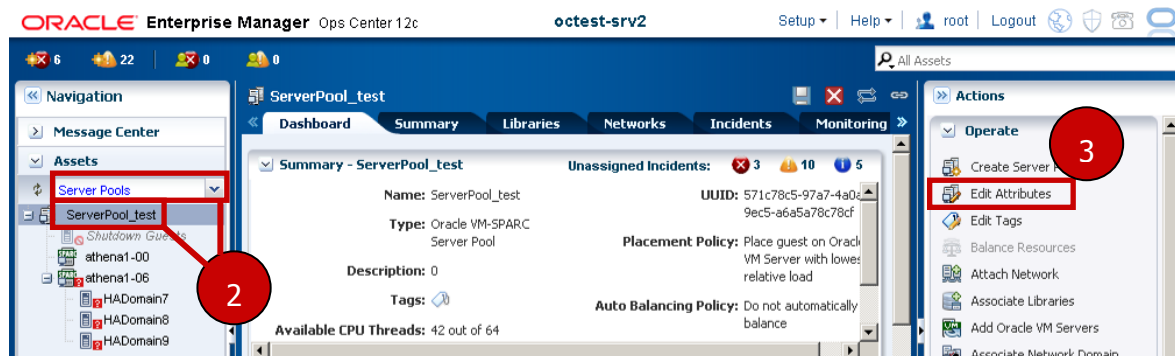 ORACLE Enterprise Manager Ops Center 12c octest-srv2 Setup Help root Logout
6 22 0 0 All Assets
Navigation
Message Center
Assets
Server Pools
ServerPool_test
Shutdown Guests
athena1-00
athena1-06
HADomain7
HADomain8
HADomain9
2
ServerPool_test
Dashboard Summary Libraries Networks Incidents Monitoring
Summary - ServerPool_test Unassigned Incidents: 3 10 5
Name: ServerPool_test
Type: Oracle VM-SPARC
Server Pool
Description: 0
Tags:
Available CPU Threads: 42 out of 64
UUID: 571c78c5-97a7-4a0a
9ec5-a6a5a78c78cf
Placement Policy: Place guest on Oracl
VM Server with lowes
relative load
Auto Balancing Policy: Do not automatically
balance
Actions
Operate
3
Create Server
Edit Attributes
Edit Tags
Balance Resources
Attach Network
Associate Libraries
Add Oracle VM Servers
Associate Network Domain